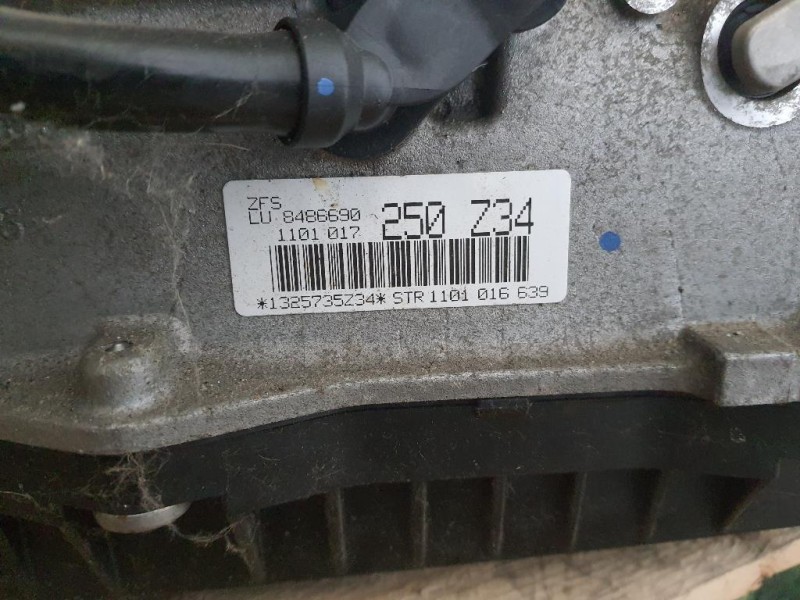 ZFS
LU 8486690 250 Z34
1101 017
*1325735Z34* STR 1101 016 639